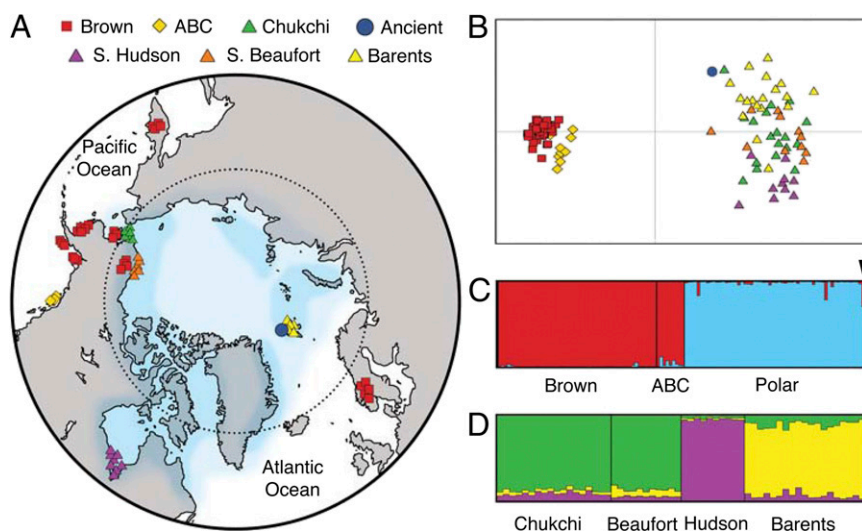 A
Brown
ABC
Chukchi
Ancient
S. Hudson
S. Beaufort
Barents
Pacific
Ocean
Atlantic
Ocean
B
C
Brown
ABC
Polar
D
Chukchi
Beaufort
Hudson
Barents